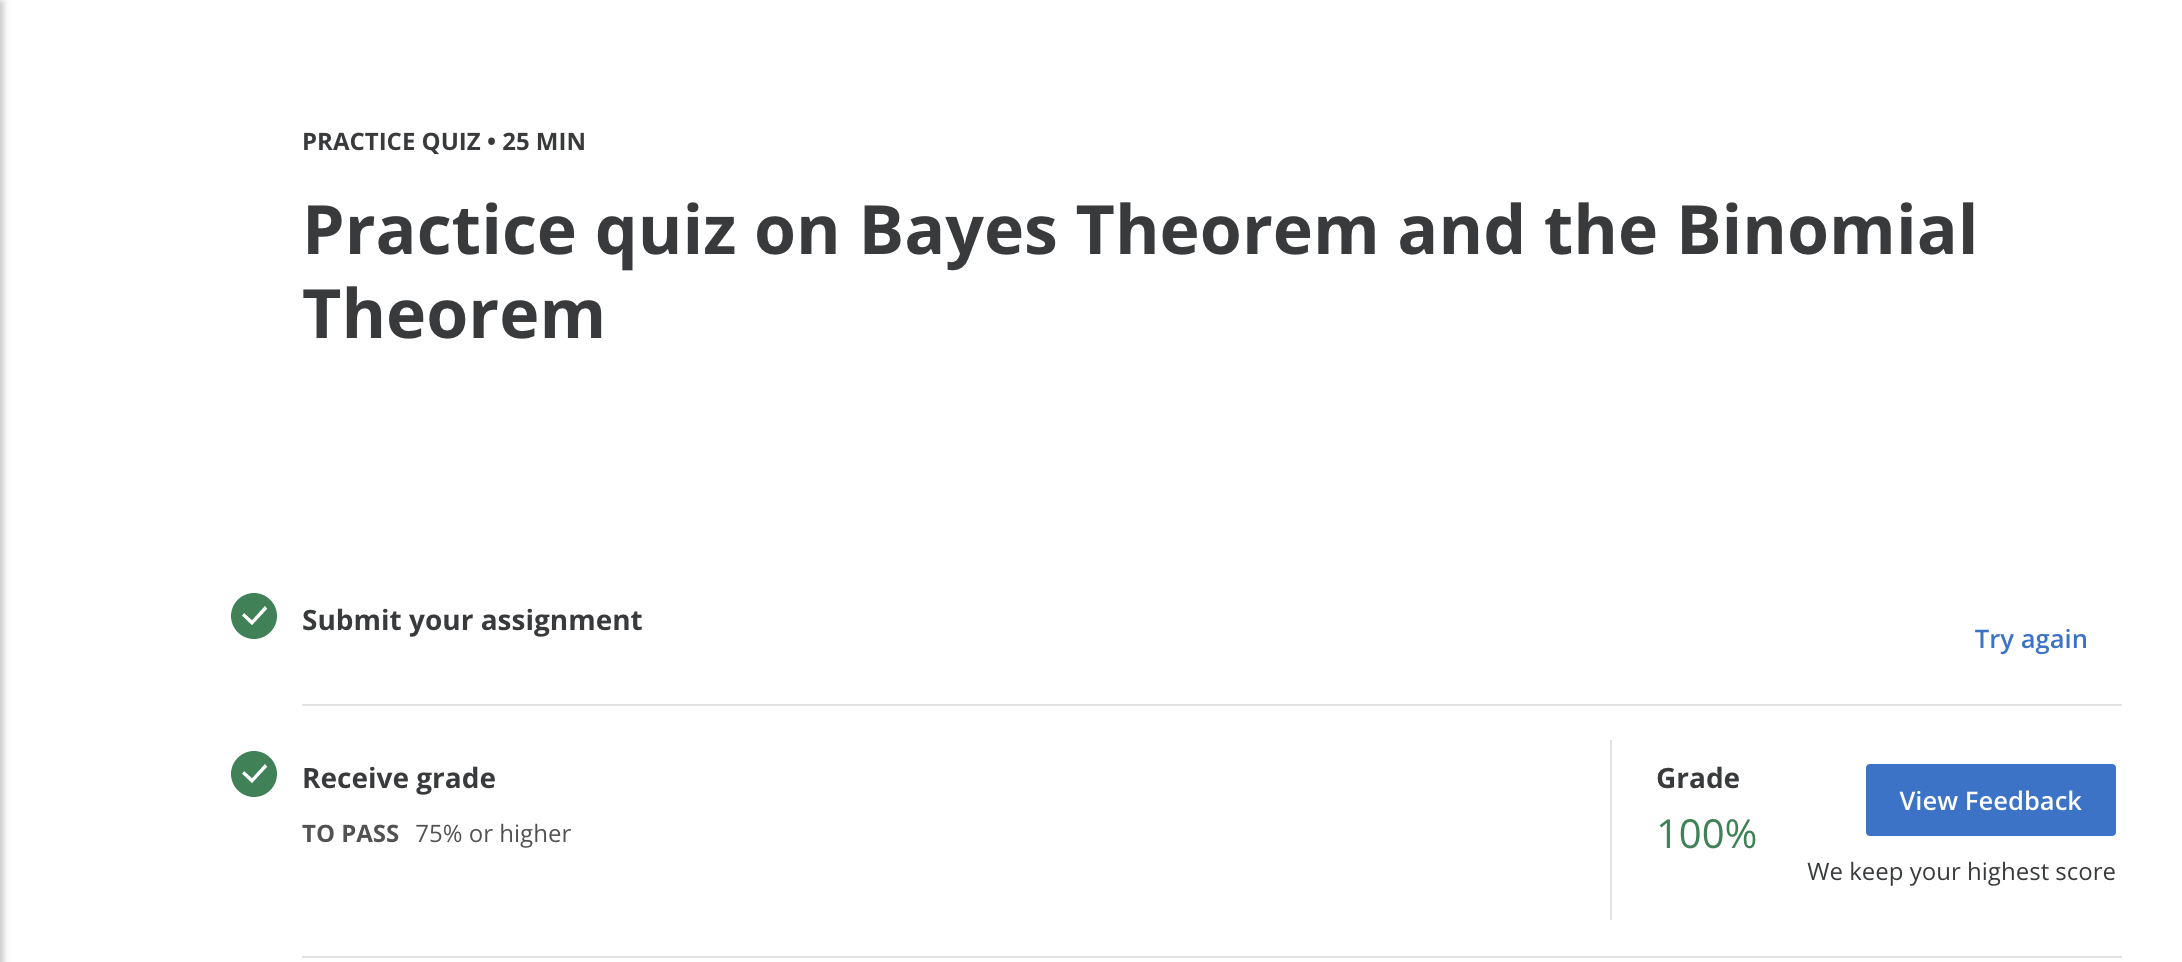 PRACTICE QUIZ • 25 MIN
Practice quiz on Bayes Theorem and the Binomial
Theorem
Submit your assignment
Try again
Receive grade
TO PASS 75% or higher
Grade
100%
View Feedback
We keep your highest score